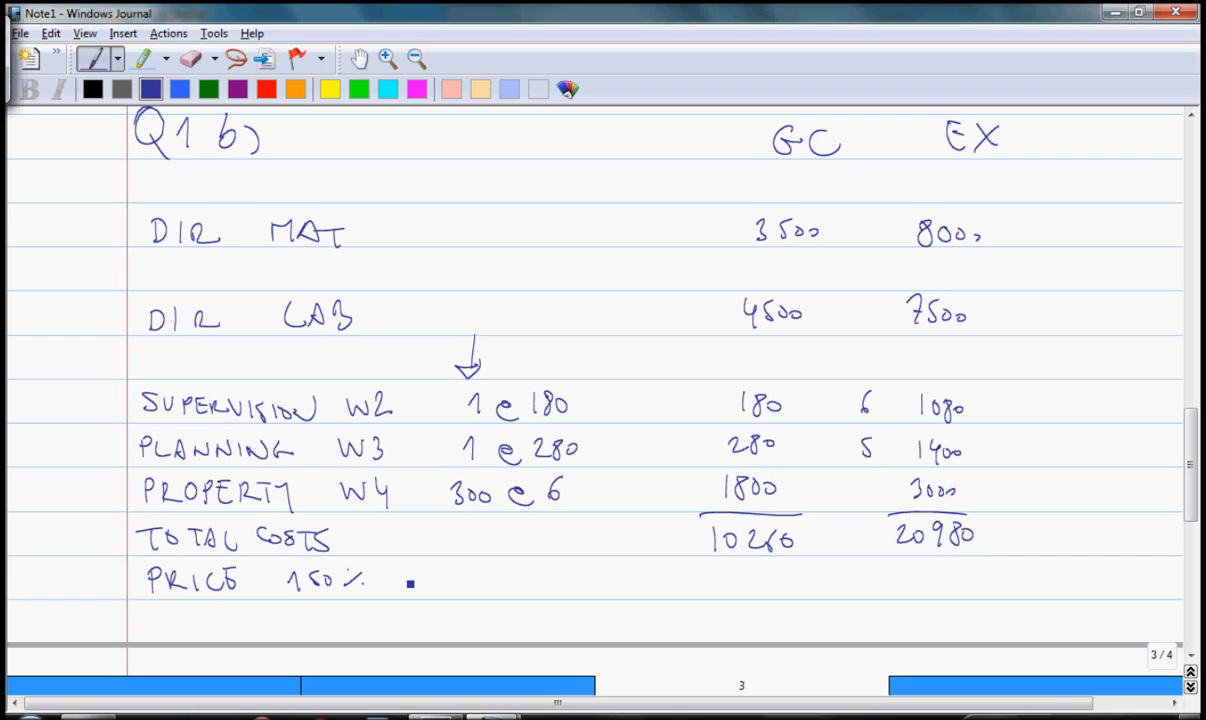 Note1 - Windows Journal
File Edit View Insert Actions Tools Help
B I
Q1 b) GC EX
DIR MAT 3500 8000
DIR LAB 4500 7500
SUPERVISION W2 1 @ 180 180 6 1080
PLANNING W3 1 @ 280 280 5 1400
PROPERTY W4 300 @ 6 1800 3000
TOTAL COSTS 10260 20980
PRICE 150%
3 / 4
3